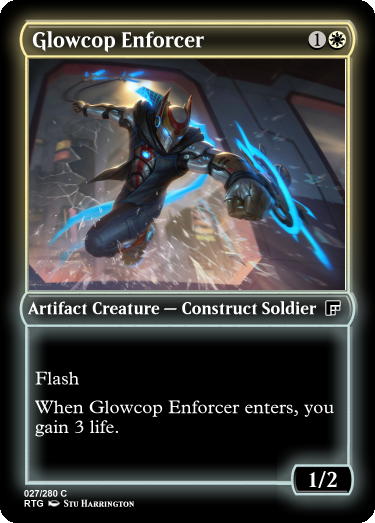 Glowcop Enforcer 1
Artifact Creature — Construct Soldier
Flash
When Glowcop Enforcer enters, you
gain 3 life.
1/2
027/280 C
RTG Stu Harrington